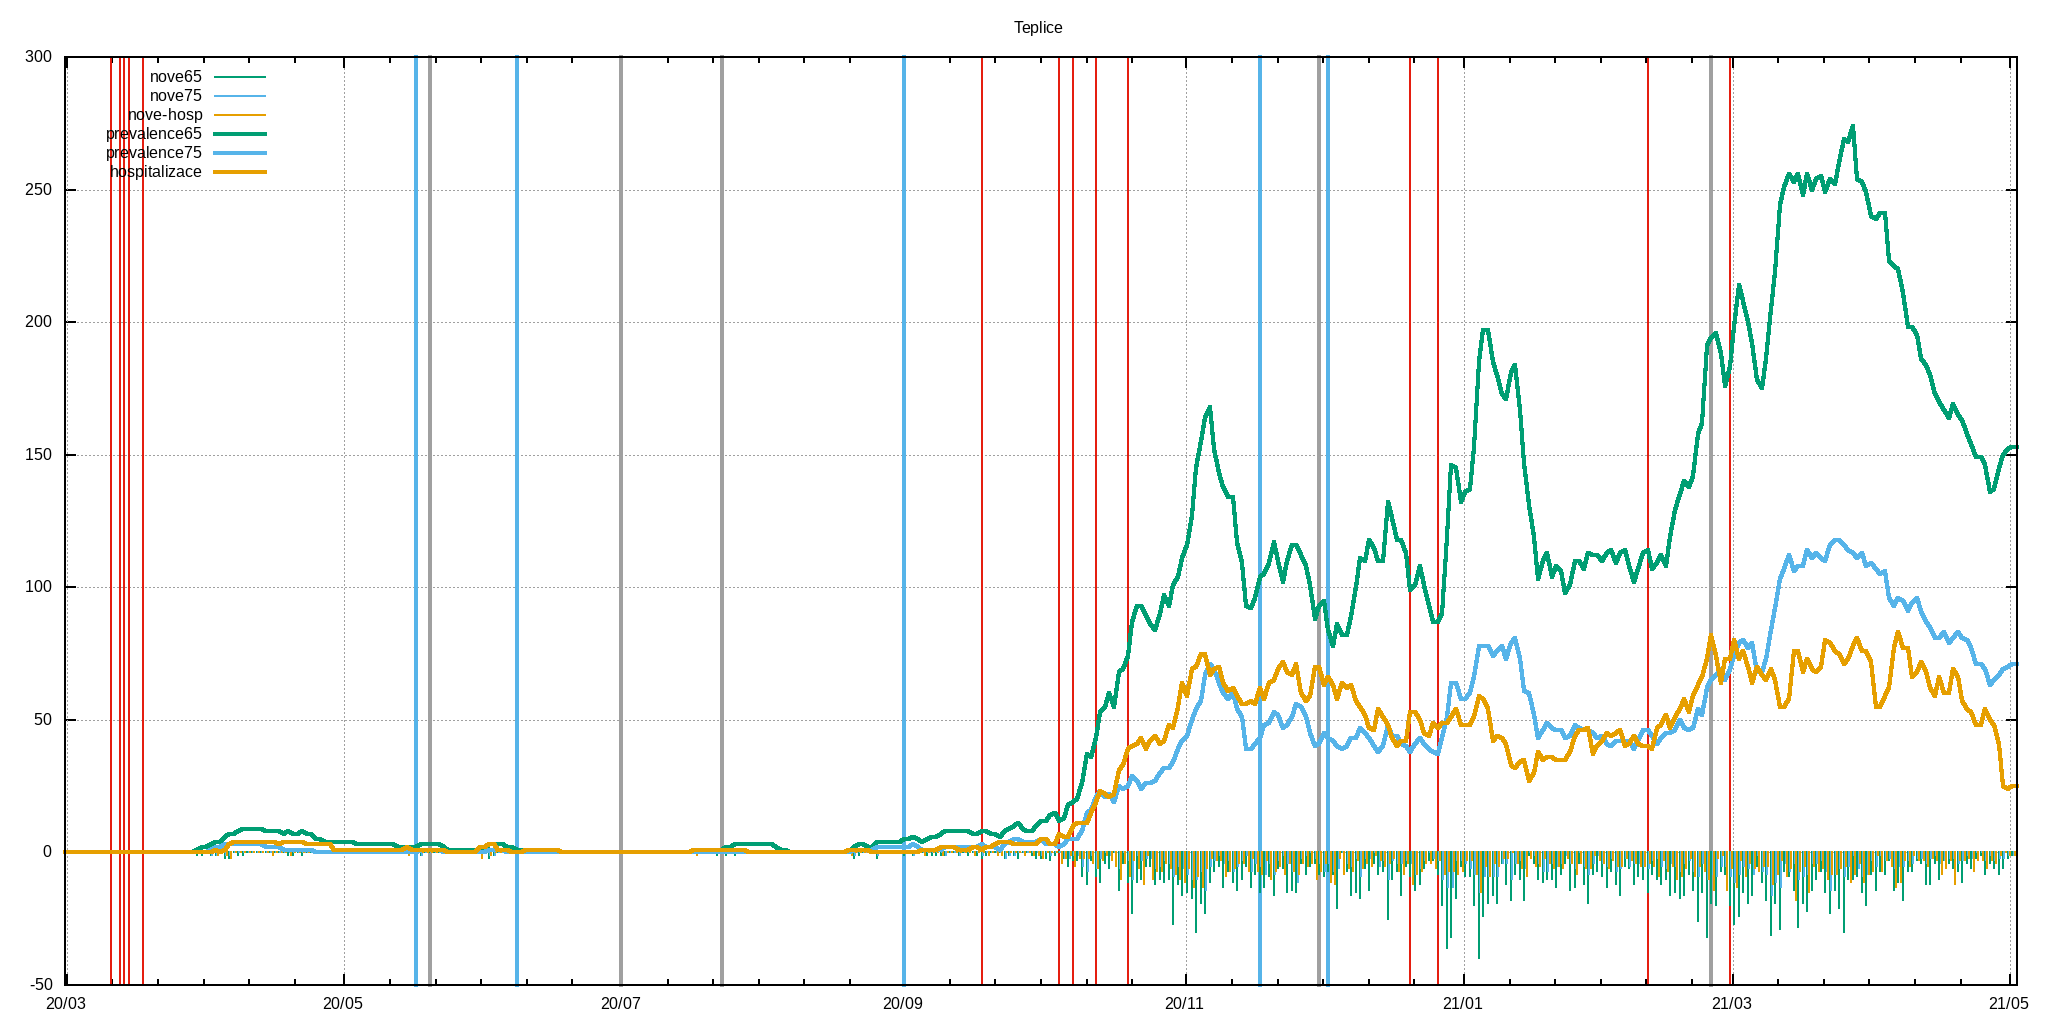 Teplice
300
250
200
150
100
50
0
-50
nove65
nove75
nove-hosp
prevalence65
prevalence75
hospitalizace
20/03 20/05 20/07 20/09 20/11 21/01 21/03 21/05